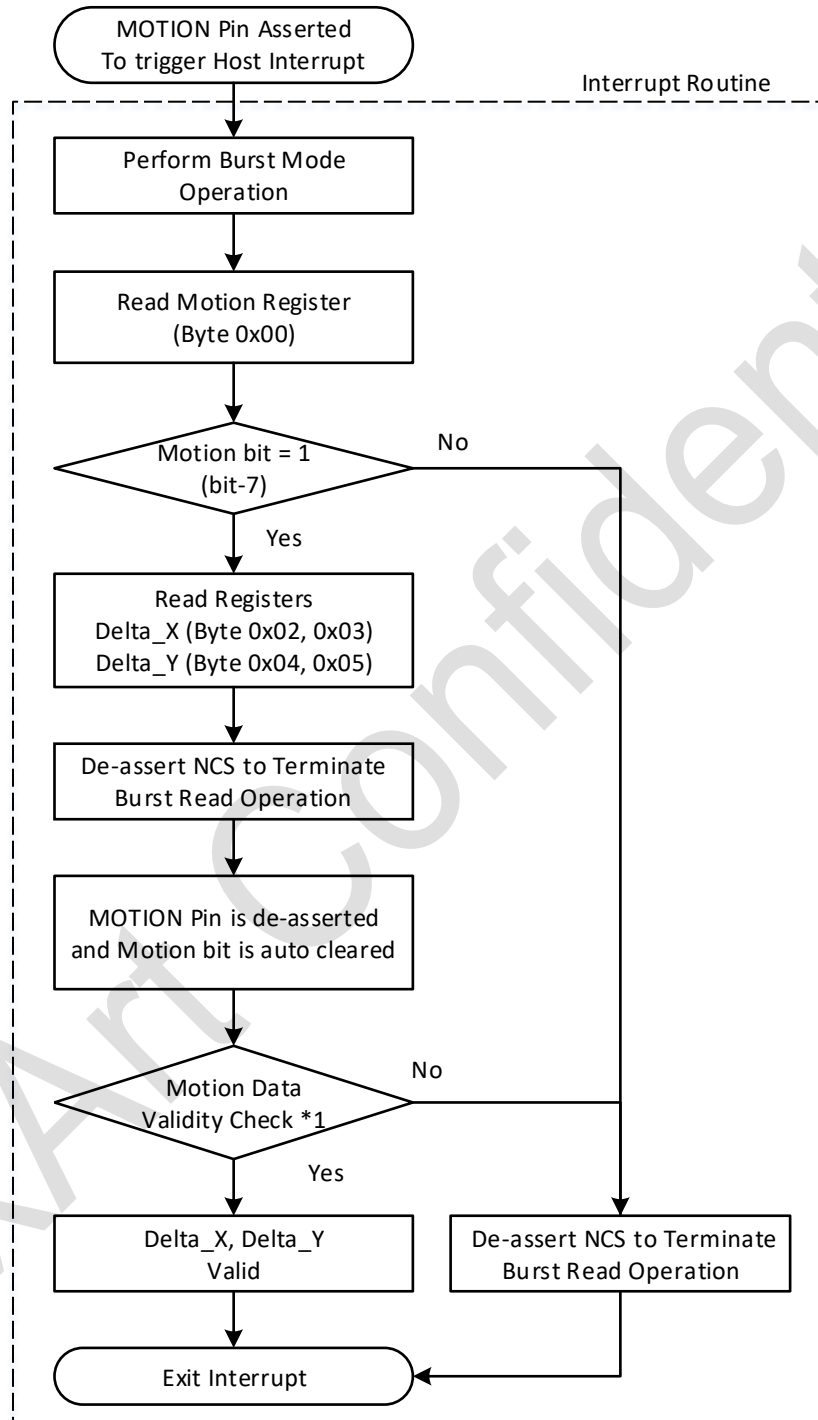 MOTION Pin Asserted
To trigger Host Interrupt
Interrupt Routine
Perform Burst Mode
Operation
Read Motion Register
(Byte 0x00)
Motion bit = 1
(bit-7)
No
Yes
Read Registers
Delta_X (Byte 0x02, 0x03)
Delta_Y (Byte 0x04, 0x05)
De-assert NCS to Terminate
Burst Read Operation
MOTION Pin is de-asserted
and Motion bit is auto cleared
Motion Data
Validity Check *1
No
Yes
Delta_X, Delta_Y
Valid
De-assert NCS to Terminate
Burst Read Operation
Exit Interrupt
Art Confident